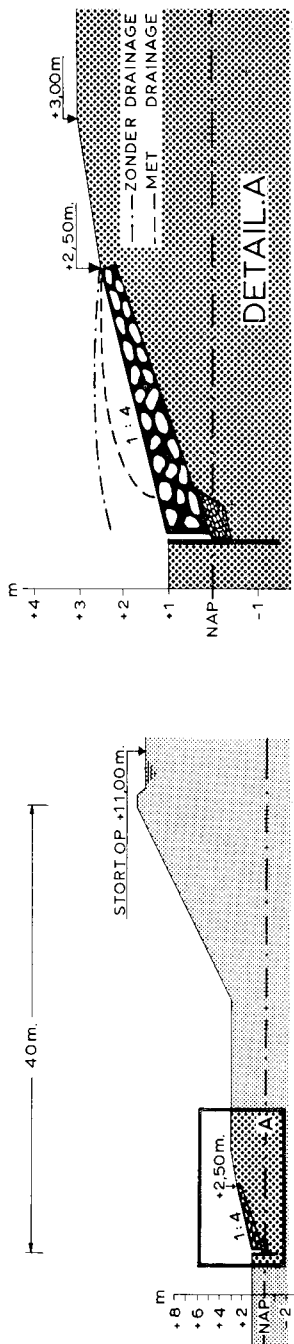 m
+4
+3
+2
+1
NAP
-1
+2,50m.
+3,00m.
1:4
ZONDER DRAINAGE
MET DRAINAGE
DETAIL.A
40m.
STORT OP +11,00m.
m
+8
+6
+4
+2
NAP
-2
+2,50m.
1:4
A